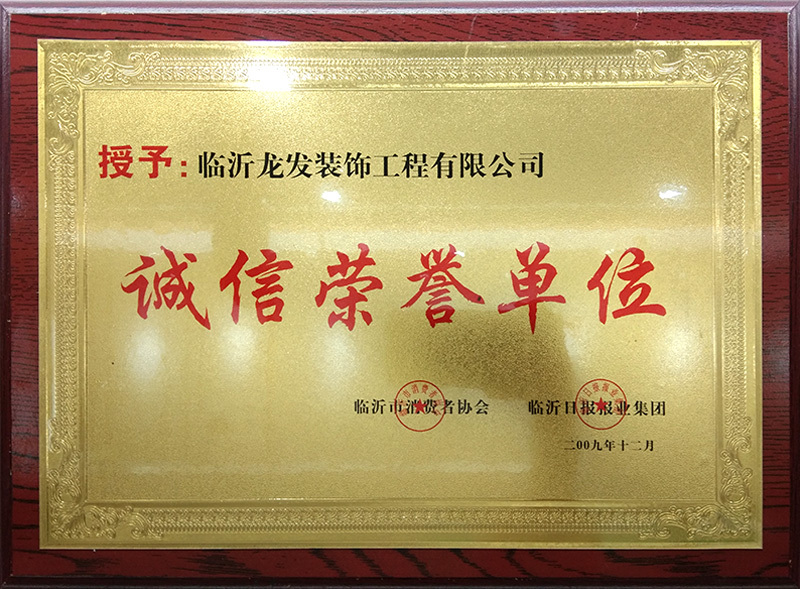 授予:临沂龙发装饰工程有限公司
诚信荣誉单位
临沂市消费者协会 临沂日报报业集团
二00九年十二月